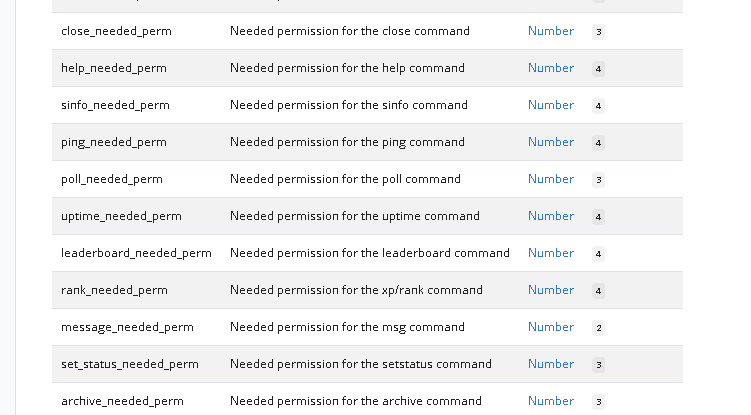 close_needed_perm Needed permission for the close command Number 3
help_needed_perm Needed permission for the help command Number 4
sinfo_needed_perm Needed permission for the sinfo command Number 4
ping_needed_perm Needed permission for the ping command Number 4
poll_needed_perm Needed permission for the poll command Number 3
uptime_needed_perm Needed permission for the uptime command Number 4
leaderboard_needed_perm Needed permission for the leaderboard command Number 4
rank_needed_perm Needed permission for the xp/rank command Number 4
message_needed_perm Needed permission for the msg command Number 2
set_status_needed_perm Needed permission for the setstatus command Number 3
archive_needed_perm Needed permission for the archive command Number 3